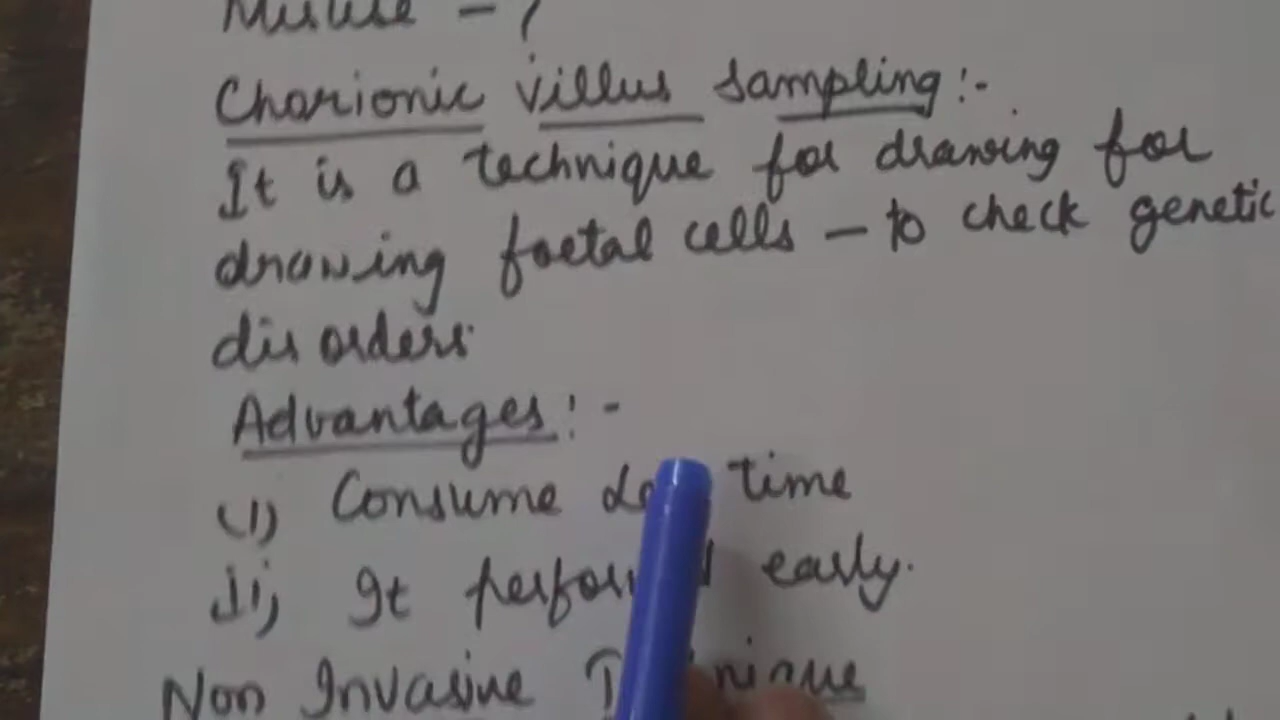 Misuse - ?
Chorionic villus sampling :-
It is a technique for drawing for
drawing foetal cells - to check genetic
disorders.
Advantages : -
(i) Consume time
ii) It early.
Non Invasive